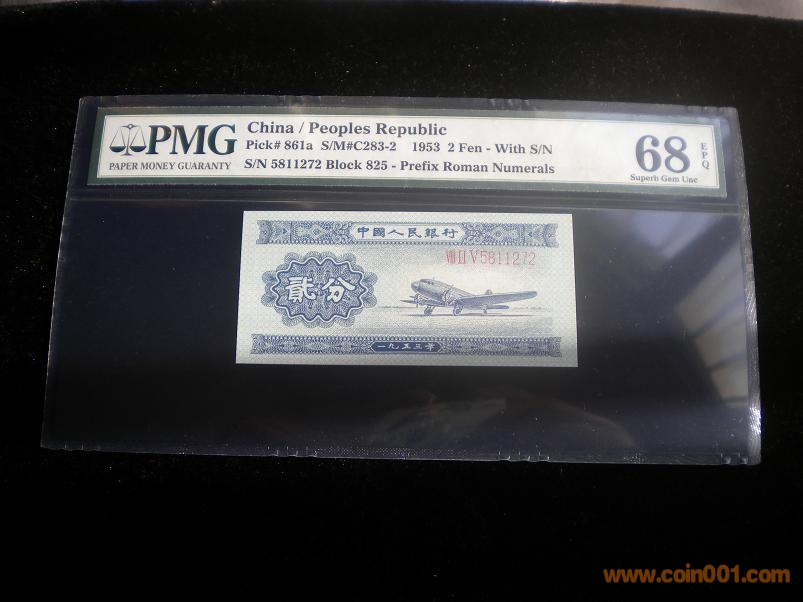 PMG
PAPER MONEY GUARANTY
China / Peoples Republic
Pick# 861a S/M#C283-2 1953 2 Fen - With S/N
S/N 5811272 Block 825 - Prefix Roman Numerals
68
EPQ
Superb Gem Unc
中國人民銀行
VIII II V 5811272
貳分
一九五三年
www.coin001.com